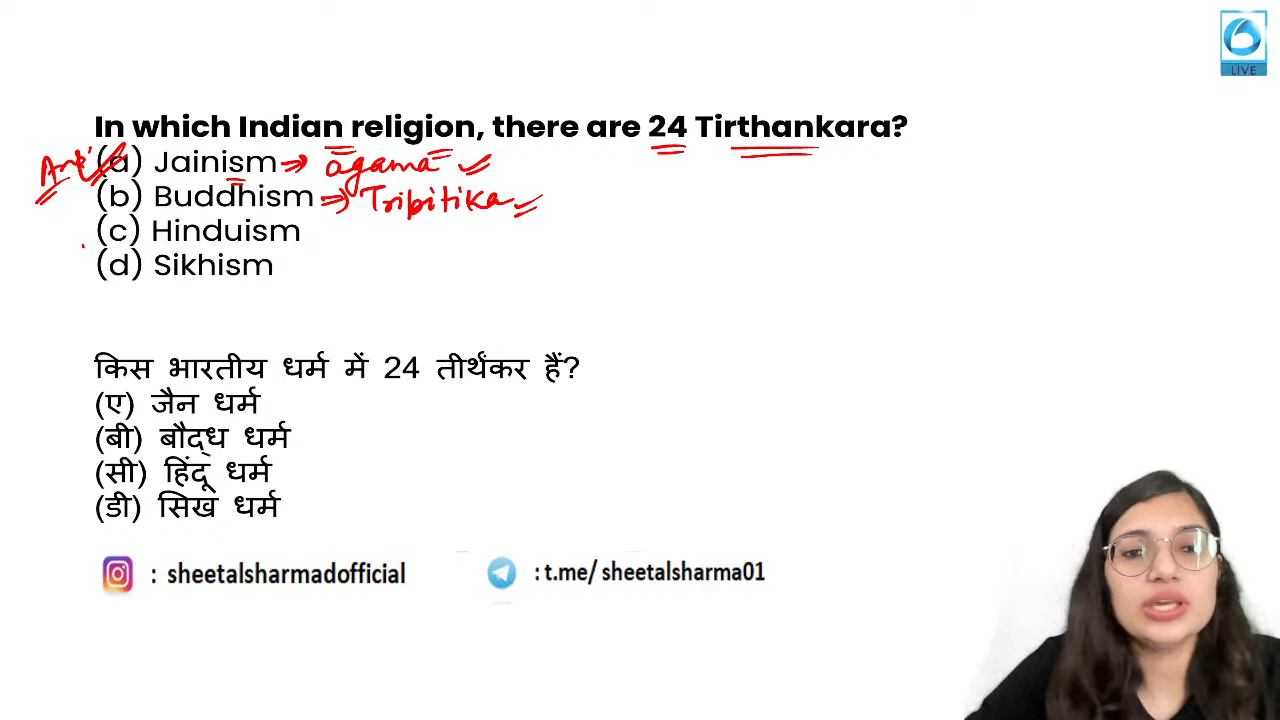 LIVE
In which Indian religion, there are 24 Tirthankara?
Ans (a) Jainism → āgama
(b) Buddhism → Tripitika
(c) Hinduism
(d) Sikhism
किस भारतीय धर्म में 24 तीर्थंकर हैं?
(ए) जैन धर्म
(बी) बौद्ध धर्म
(सी) हिंदू धर्म
(डी) सिख धर्म
: sheetalsharmadofficial : t.me/ sheetalsharma01